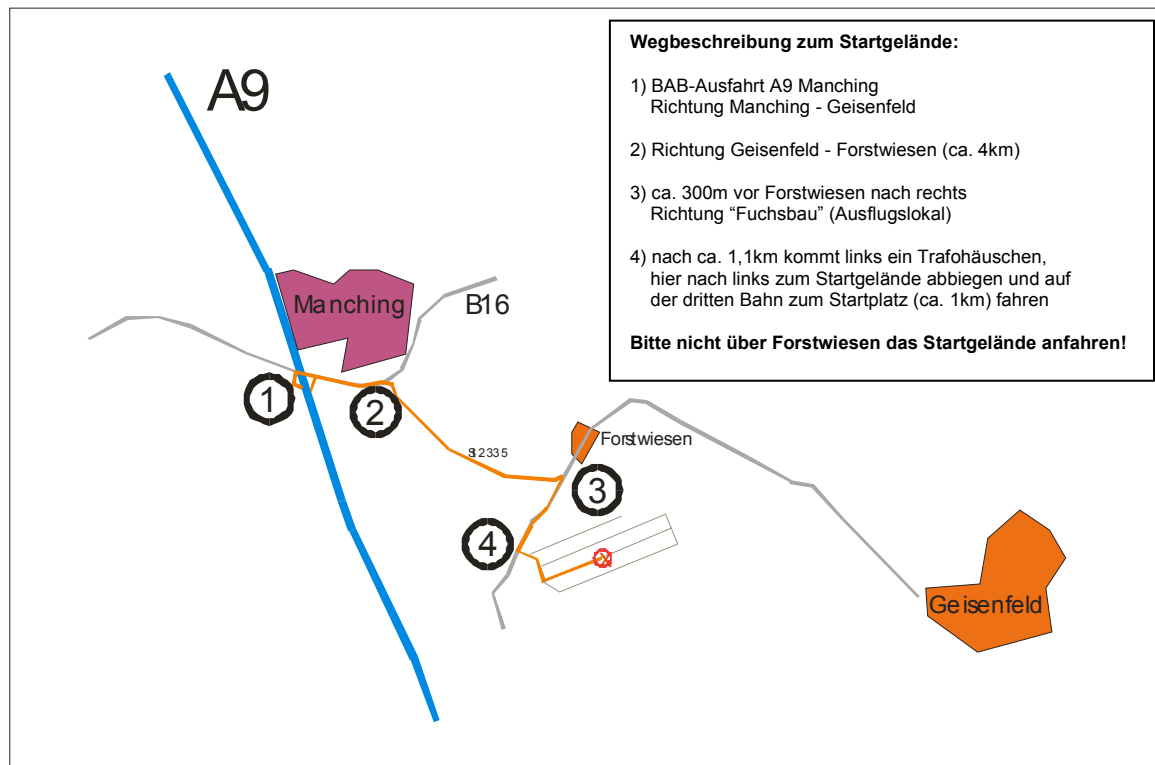 A9
Wegbeschreibung zum Startgelände:
1) BAB-Ausfahrt A9 Manching
Richtung Manching - Geisenfeld
2) Richtung Geisenfeld - Forstwiesen (ca. 4km)
3) ca. 300m vor Forstwiesen nach rechts
Richtung “Fuchsbau” (Ausflugslokal)
4) nach ca. 1,1km kommt links ein Trafohäuschen,
hier nach links zum Startgelände abbiegen und auf
der dritten Bahn zum Startplatz (ca. 1km) fahren
Bitte nicht über Forstwiesen das Startgelände anfahren!
Manching
B16
1
2
Forstwiesen
3
4
Geisenfeld